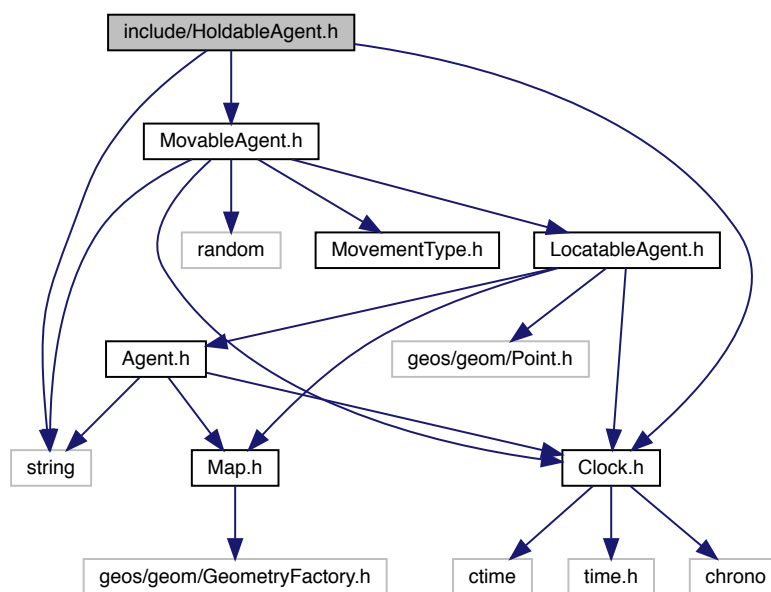 include/HoldableAgent.h
MovableAgent.h
random
MovementType.h
LocatableAgent.h
Agent.h
geos/geom/Point.h
string
Map.h
Clock.h
geos/geom/GeometryFactory.h
ctime
time.h
chrono